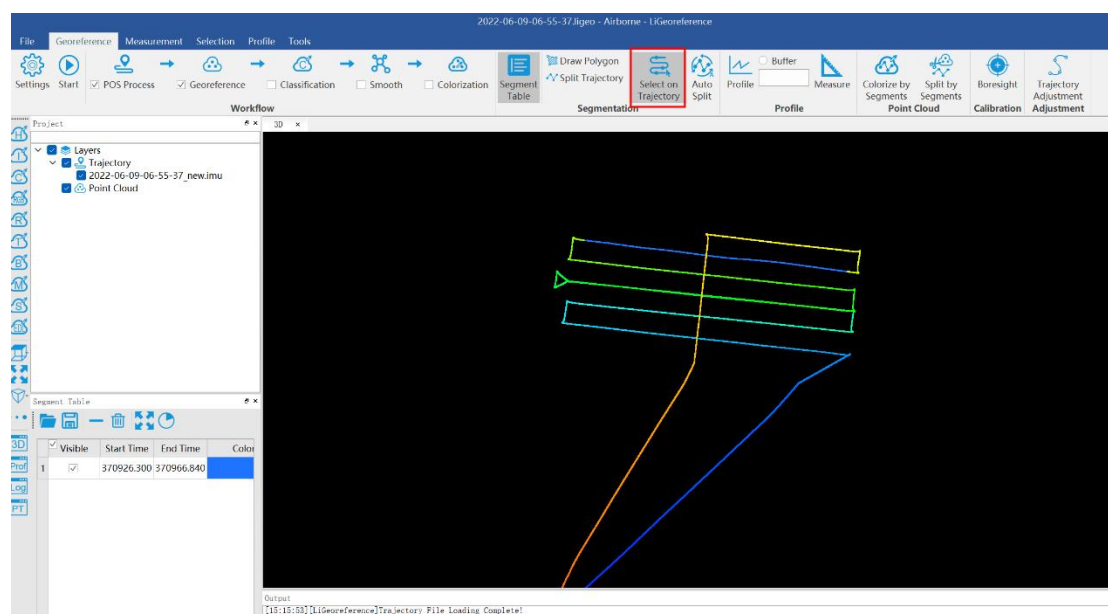 2022-06-09-06-55-37.ligeo - Airborne - LiGeoreference
File Georeference Measurement Selection Profile Tools
Settings Start POS Process Georeference Classification Smooth Colorization
Segment Table
Draw Polygon
Split Trajectory
Select on Trajectory
Auto Split
Profile
Buffer
Measure
Colorize by Segments
Split by Segments
Boresight
Trajectory Adjustment
Workflow Segmentation Profile Point Cloud Calibration Adjustment
Project
3D
Layers
Trajectory
2022-06-09-06-55-37_new.imu
Point Cloud
H
I
C
R
T
B
M
S
Segment Table
3D
Prof
Log
PT
Visible Start Time End Time Color
1 370926.300 370966.840
Output
[15:15:53][LiGeoreference]Trajectory File Loading Complete!